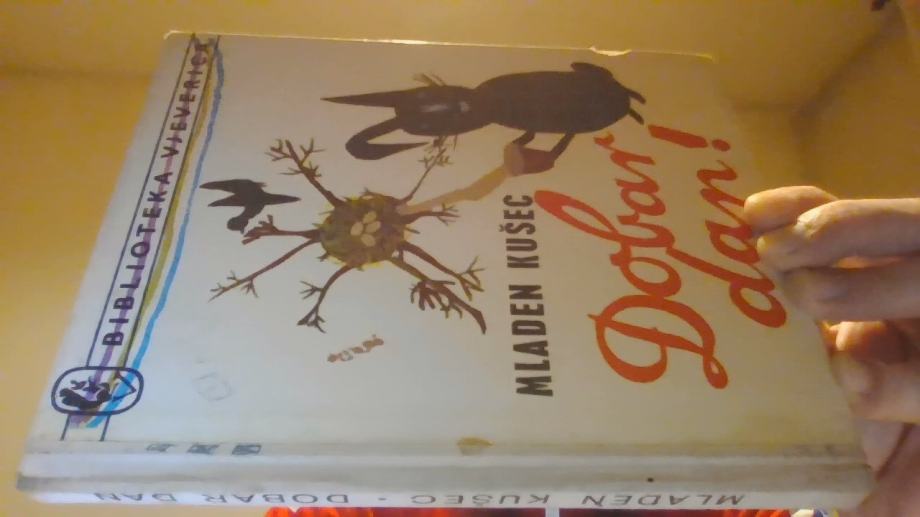 BIBLIOTEKA VJEVERICA
MLADEN KUŠEC
Dobar
dan!
MLADEN KUŠEC • DOBAR DAN